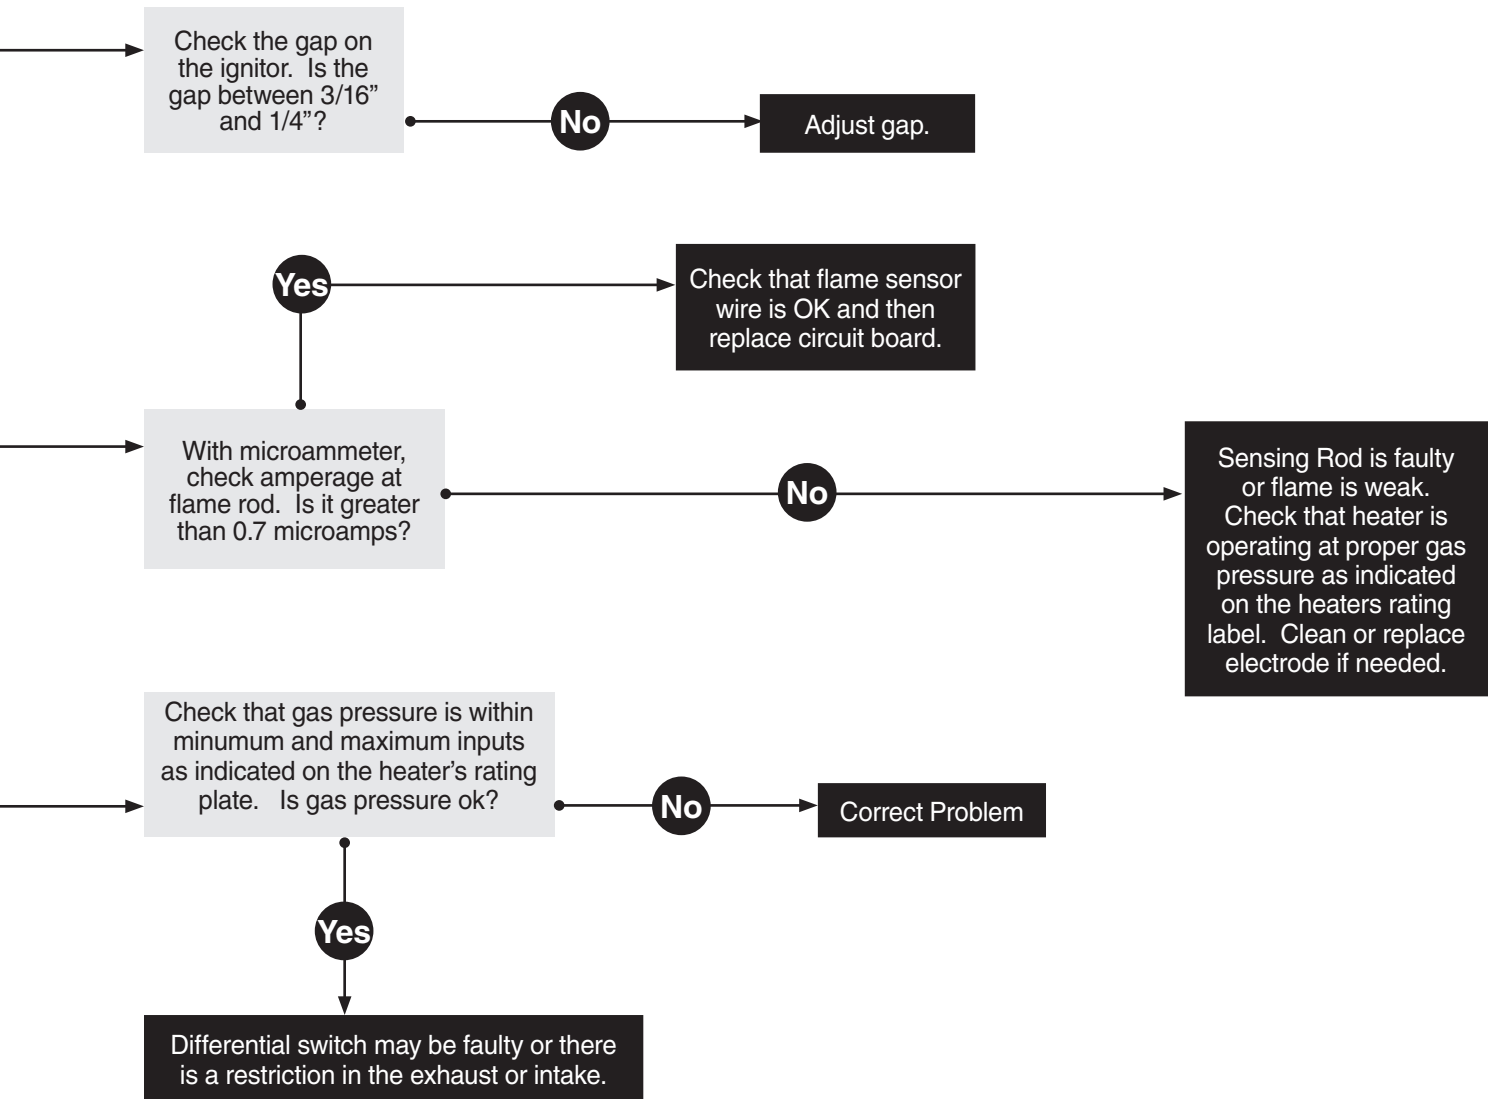 Check the gap on
the ignitor.  Is the
gap between 3/16”
and 1/4”?
No
Adjust gap.
Yes
Check that flame sensor
wire is OK and then
replace circuit board.
With microammeter,
check amperage at
flame rod.  Is it greater
than 0.7 microamps?
No
Sensing Rod is faulty
or flame is weak.
Check that heater is
operating at proper gas
pressure as indicated
on the heaters rating
label.  Clean or replace
electrode if needed.
Check that gas pressure is within
minumum and maximum inputs
as indicated on the heater’s rating
plate.   Is gas pressure ok?
No
Correct Problem
Yes
Differential switch may be faulty or there
is a restriction in the exhaust or intake.